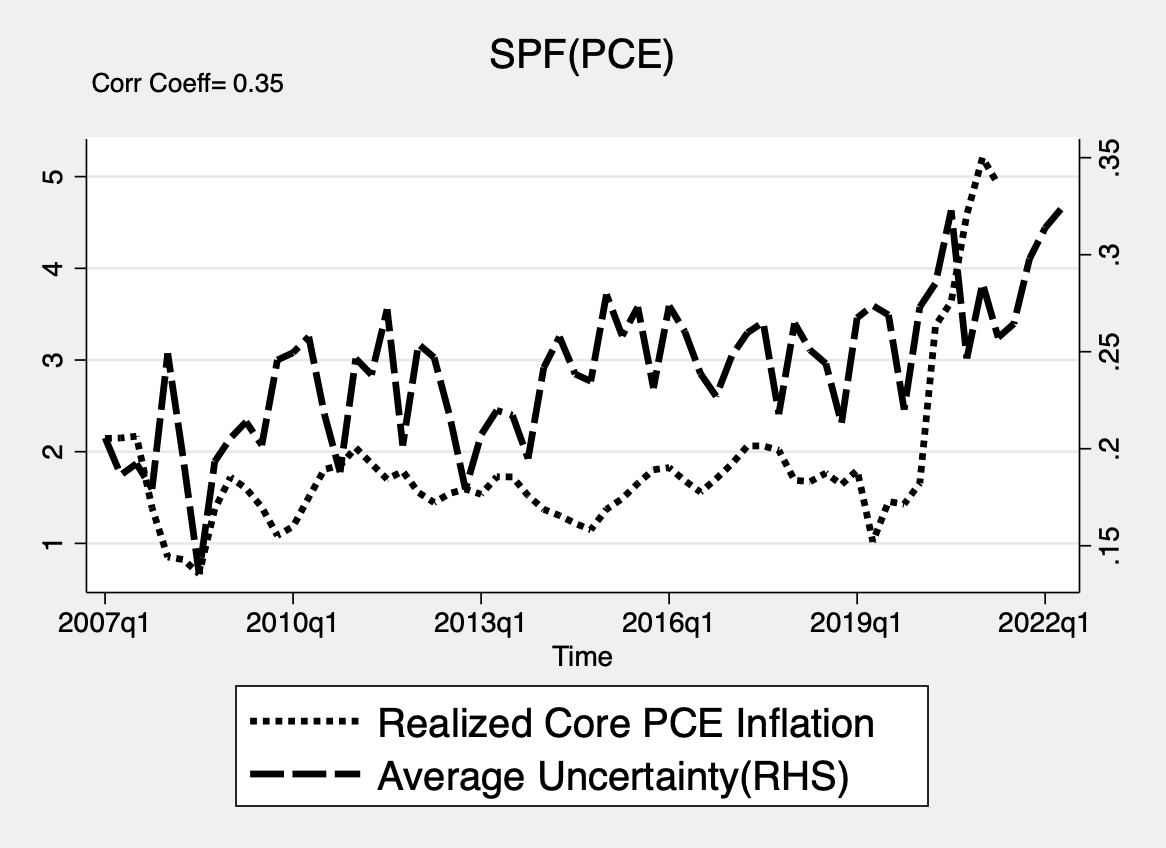 SPF(PCE)
Corr Coeff= 0.35
5
4
3
2
1
.35
.3
.25
.2
.15
2007q1 2010q1 2013q1 2016q1 2019q1 2022q1
Time
Realized Core PCE Inflation
Average Uncertainty(RHS)